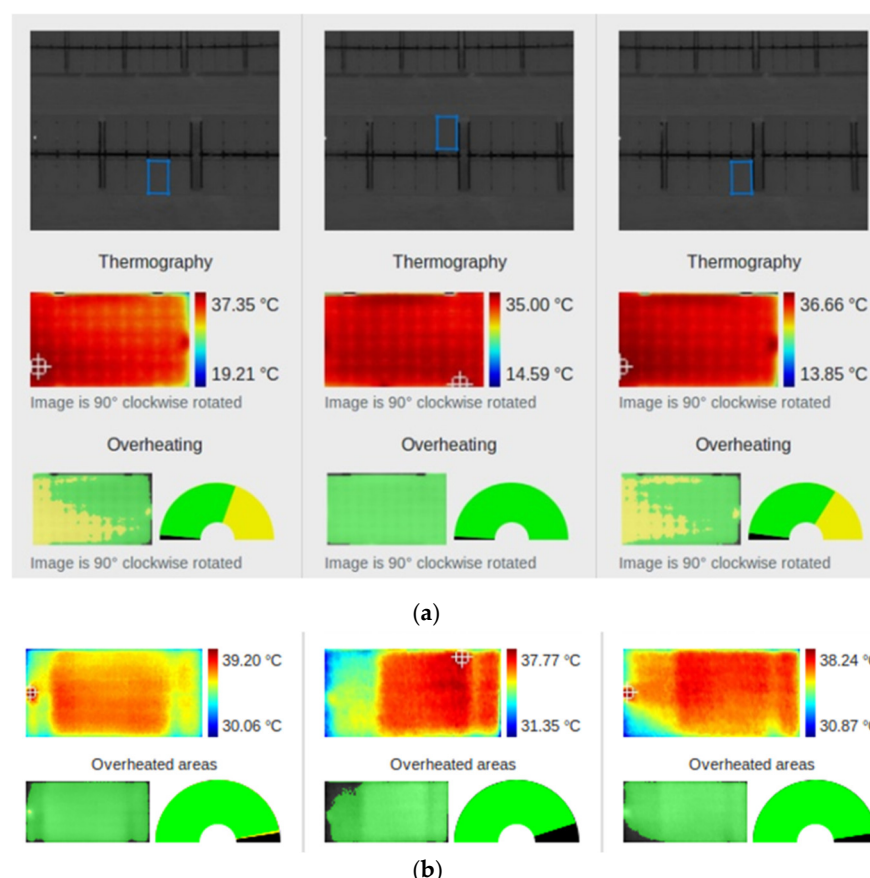 Thermography Thermography Thermography
37.35 °C 35.00 °C 36.66 °C
19.21 °C 14.59 °C 13.85 °C
Image is 90° clockwise rotated Image is 90° clockwise rotated Image is 90° clockwise rotated
Overheating Overheating Overheating
Image is 90° clockwise rotated Image is 90° clockwise rotated Image is 90° clockwise rotated
(a)
39.20 °C 37.77 °C 38.24 °C
30.06 °C 31.35 °C 30.87 °C
Overheated areas Overheated areas Overheated areas
(b)